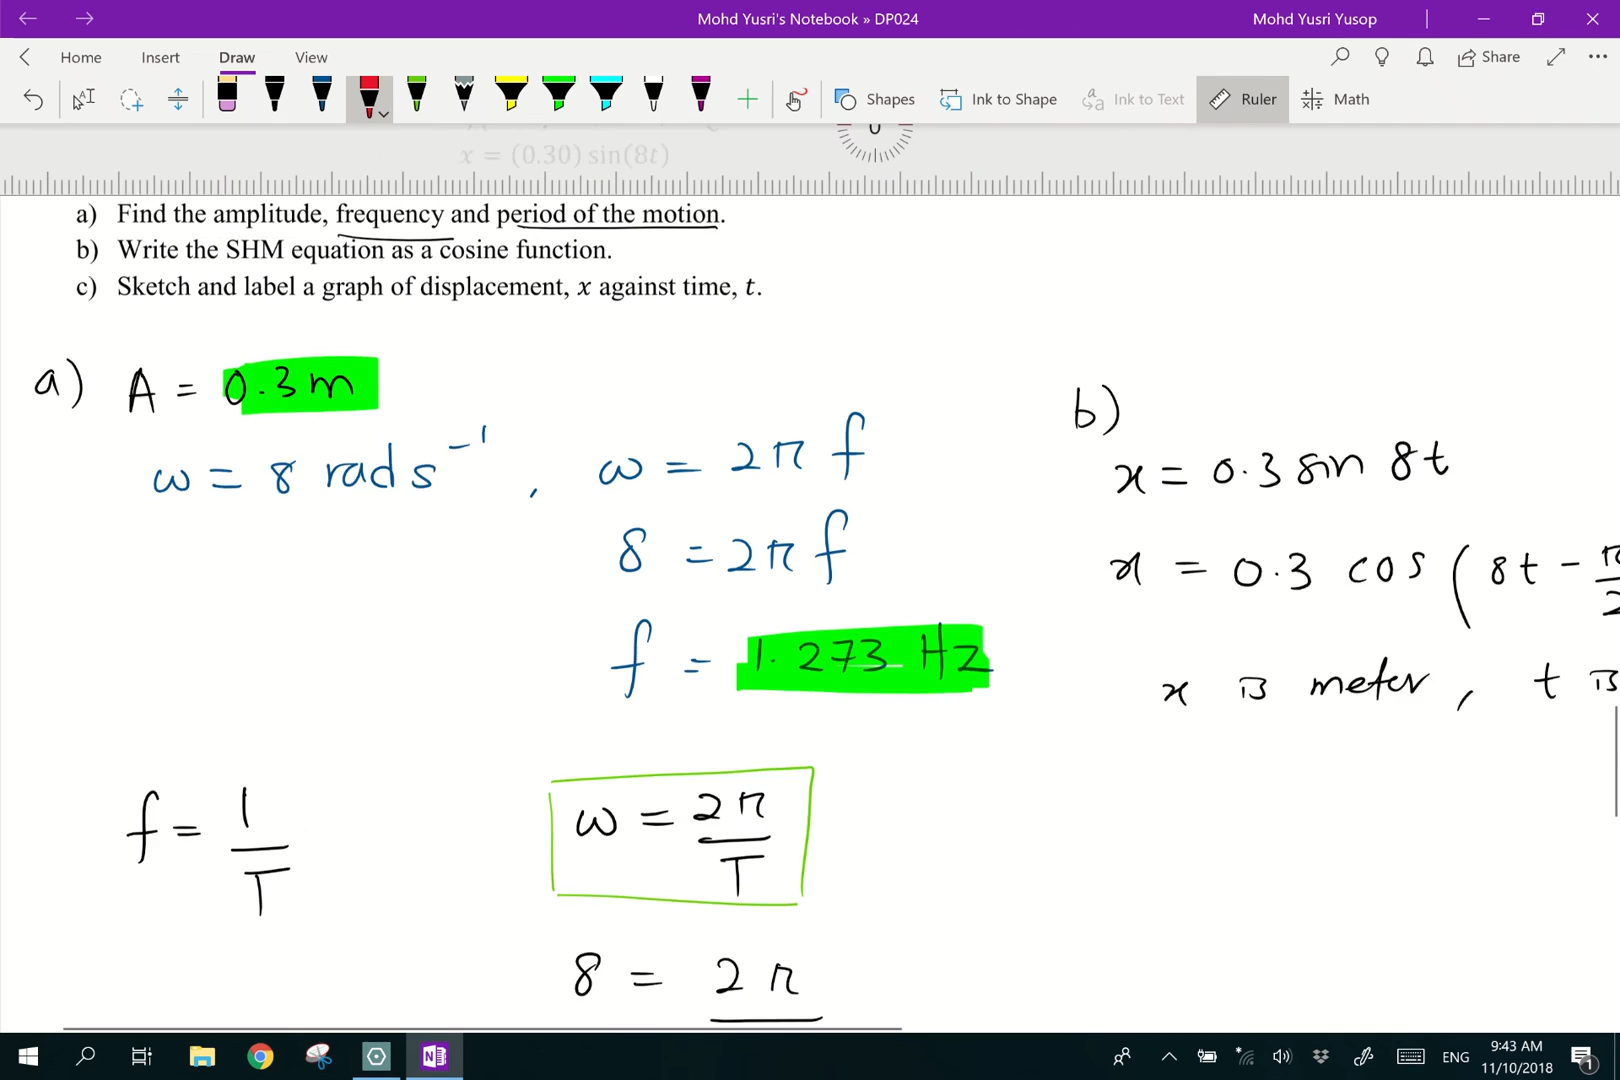 Mohd Yusri's Notebook » DP024
Mohd Yusri Yusop
Home Insert Draw View
Share
Shapes
Ink to Shape
Ink to Text
Ruler
Math
0
x = (0.30) sin(8t)
a) Find the amplitude, frequency and period of the motion.
b) Write the SHM equation as a cosine function.
c) Sketch and label a graph of displacement, x against time, t.
a) A = 0.3 m
ω = 8 rad s⁻¹ , ω = 2π f
8 = 2π f
f = 1.273 Hz
f = 1/T
ω = 2π/T
8 = 2π
b)
x = 0.3 sin 8t
x = 0.3 cos (8t - π/2
x is meter, t is
ENG
9:43 AM
11/10/2018
1